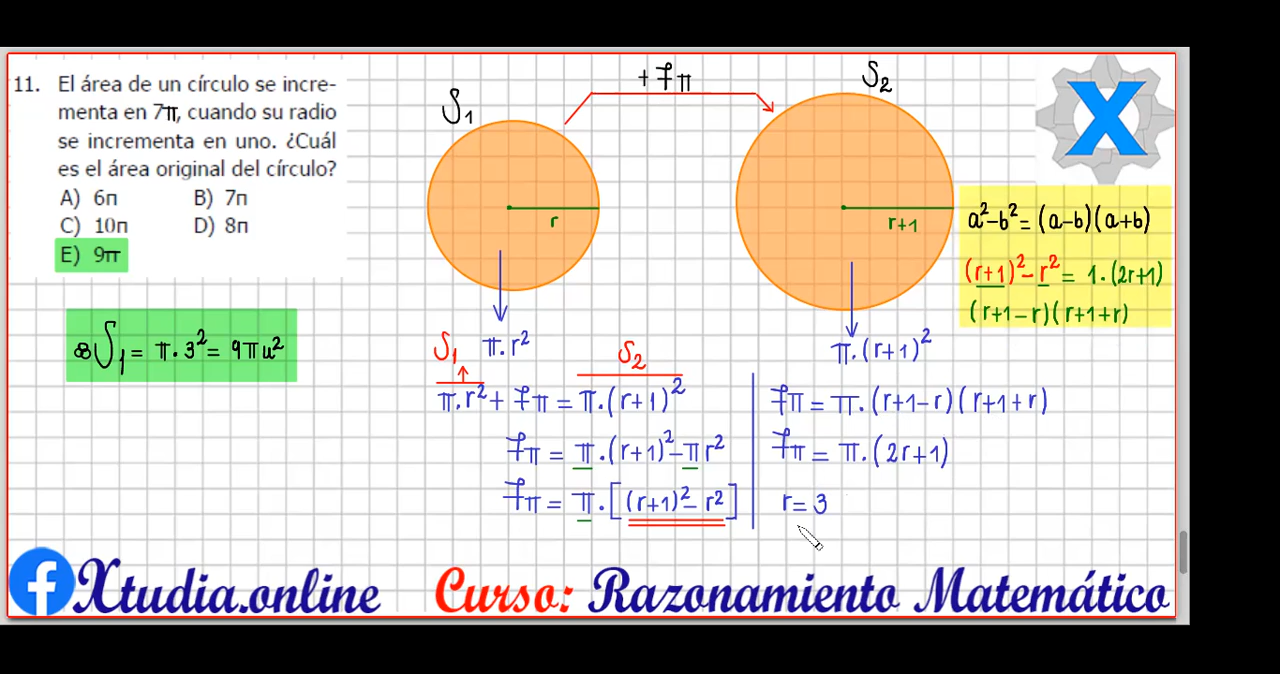 11. El área de un círculo se incre-
menta en 7π, cuando su radio
se incrementa en uno. ¿Cuál
es el área original del círculo?
A) 6π B) 7π
C) 10π D) 8π
E) 9π
S₁
+7π
S₂
X
r
r+1
a²-b²=(a-b)(a+b)
(r+1)²-r²= 1.(2r+1)
(r+1-r)(r+1+r)
S₁ = π.3² = 9πu²
π.r²
π.(r+1)²
S₁ S₂
π.r²+7π=π.(r+1)²
7π = π.(r+1)²-πr²
7π = π.[(r+1)²-r²]
7π=π.(r+1-r)(r+1+r)
7π = π.(2r+1)
r=3
f Xtudia.online Curso: Razonamiento Matemático